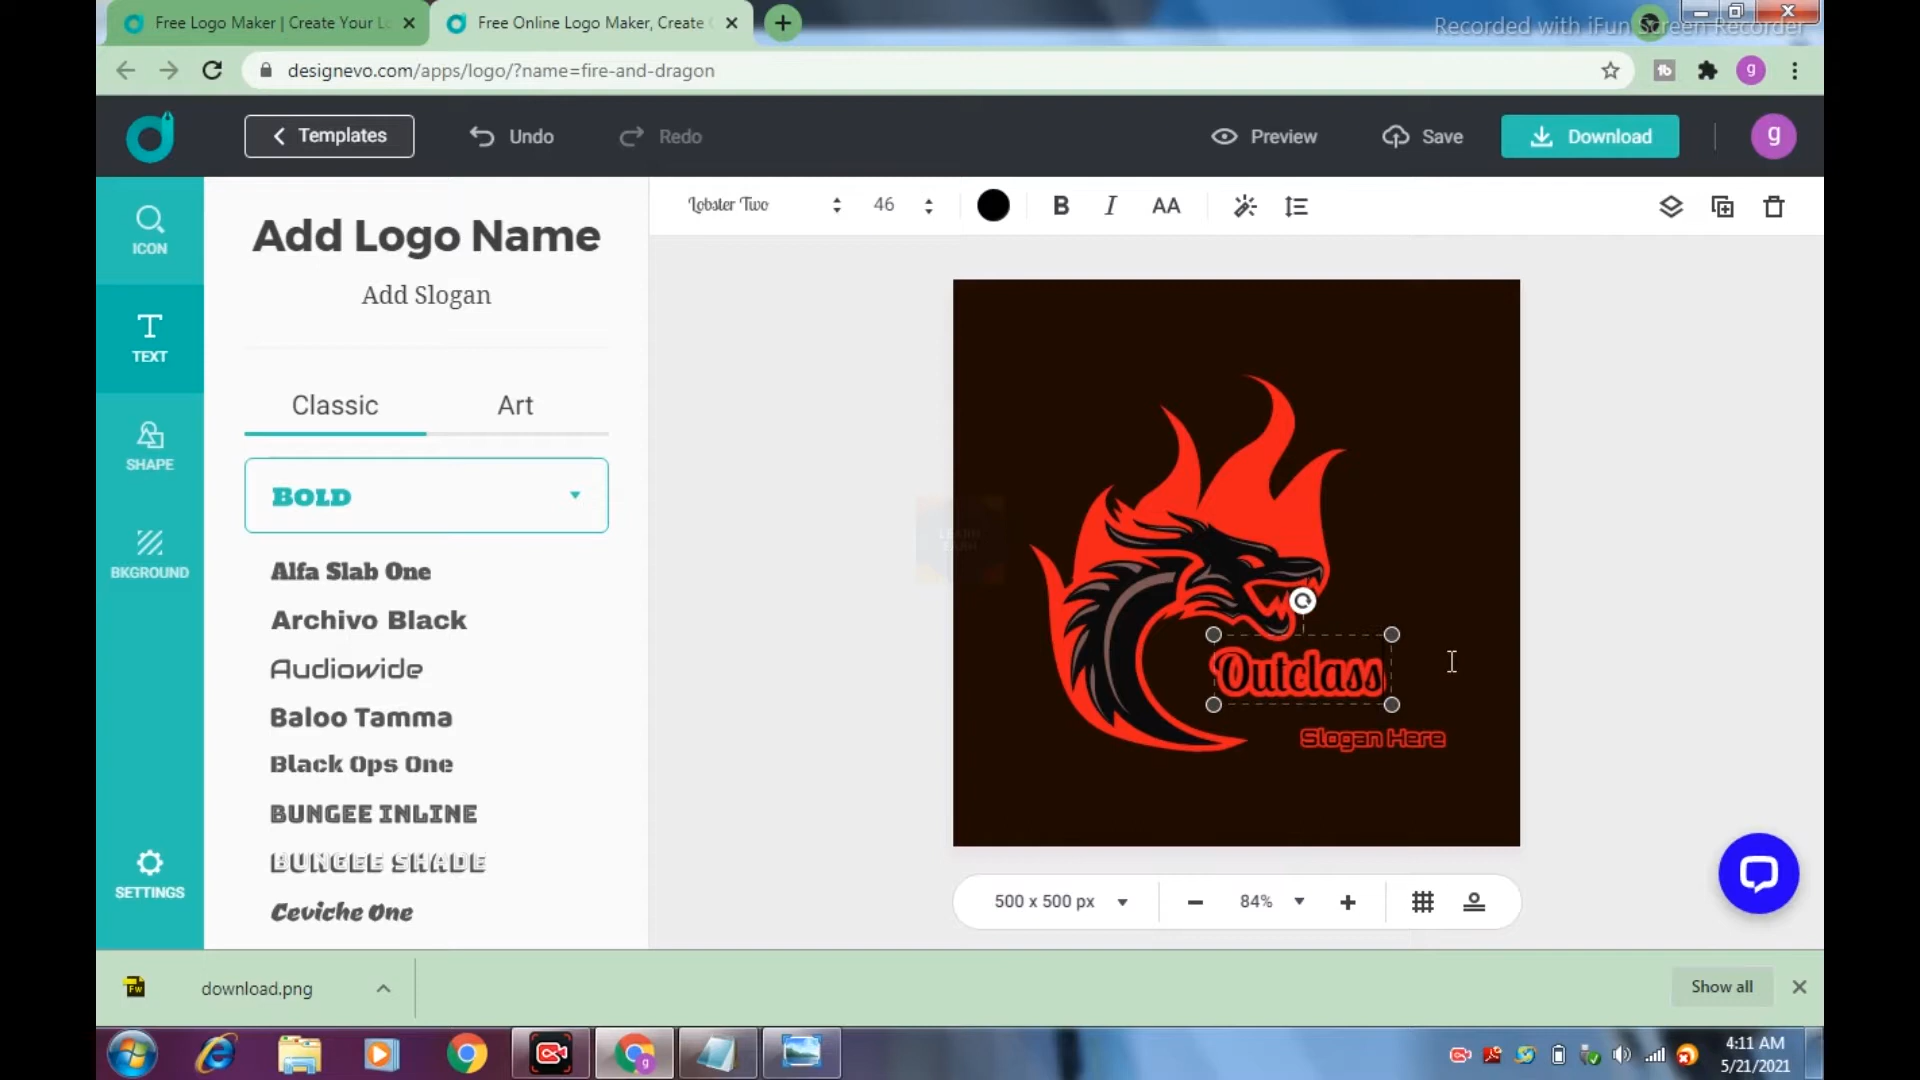 Free Logo Maker | Create Your Lo
Free Online Logo Maker, Create
Recorded with iFun Screen Recorder
designevo.com/apps/logo/?name=fire-and-dragon
g
Templates
Undo
Redo
Preview
Save
Download
g
ICON
TEXT
SHAPE
BKGROUND
SETTINGS
Add Logo Name
Add Slogan
Classic
Art
BOLD
Alfa Slab One
Archivo Black
Audiowide
Baloo Tamma
Black Ops One
BUNGEE INLINE
BUNGEE SHADE
Ceviche One
Lobster Two
46
B
I
AA
LEARN
EARN
Outclass
Slogan Here
500 x 500 px
84%
Fw
download.png
Show all
g
4:11 AM
5/21/2021